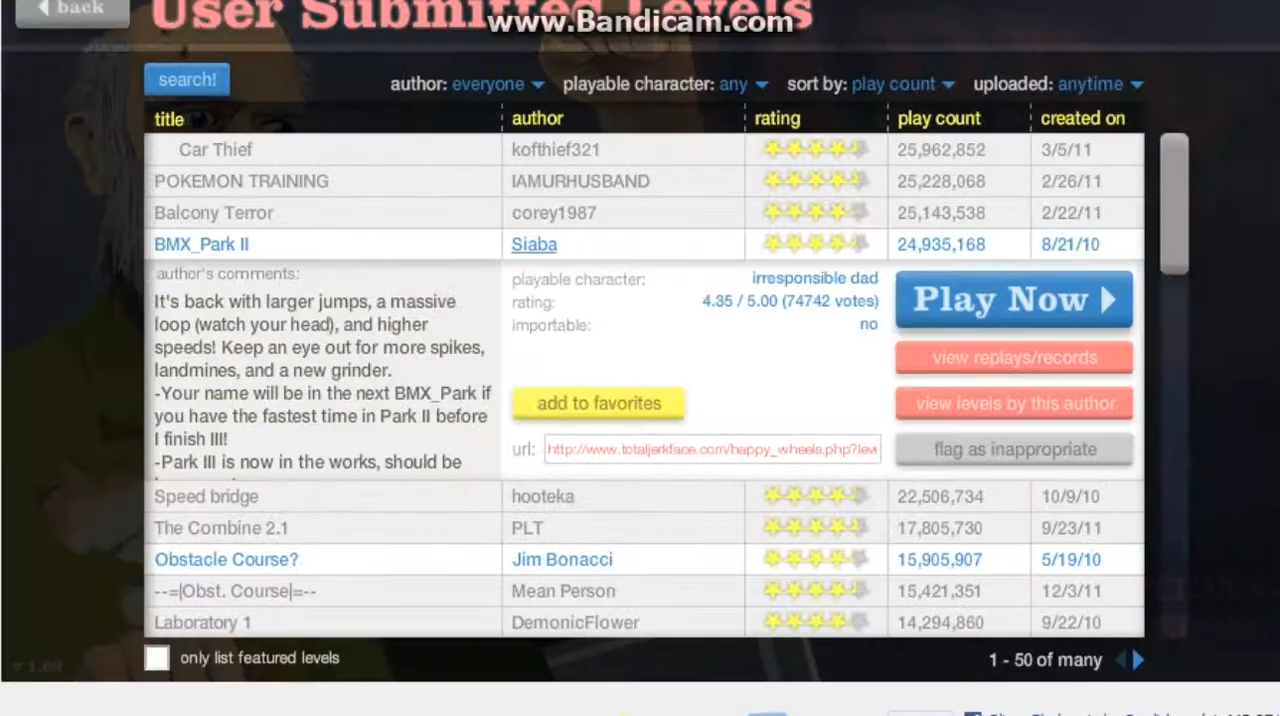 back
User Submitted Levels
www.Bandicam.com
search! author: everyone playable character: any sort by: play count uploaded: anytime
title author rating play count created on
Car Thief kofthief321 25,962,852 3/5/11
POKEMON TRAINING IAMURHUSBAND 25,228,068 2/26/11
Balcony Terror corey1987 25,143,538 2/22/11
BMX_Park II Siaba 24,935,168 8/21/10
author's comments:
It's back with larger jumps, a massive
loop (watch your head), and higher
speeds! Keep an eye out for more spikes,
landmines, and a new grinder.
-Your name will be in the next BMX_Park if
you have the fastest time in Park II before
I finish III!
-Park III is now in the works, should be
playable character: irresponsible dad
rating: 4.35 / 5.00 (74742 votes)
importable: no
add to favorites
url: http://www.totaljerkface.com/happy_wheels.php?lev
Play Now
view replays/records
view levels by this author
flag as inappropriate
Speed bridge hooteka 22,506,734 10/9/10
The Combine 2.1 PLT 17,805,730 9/23/11
Obstacle Course? Jim Bonacci 15,905,907 5/19/10
--=|Obst. Course|=-- Mean Person 15,421,351 12/3/11
Laboratory 1 DemonicFlower 14,294,860 9/22/10
v 1.69 only list featured levels 1 - 50 of many